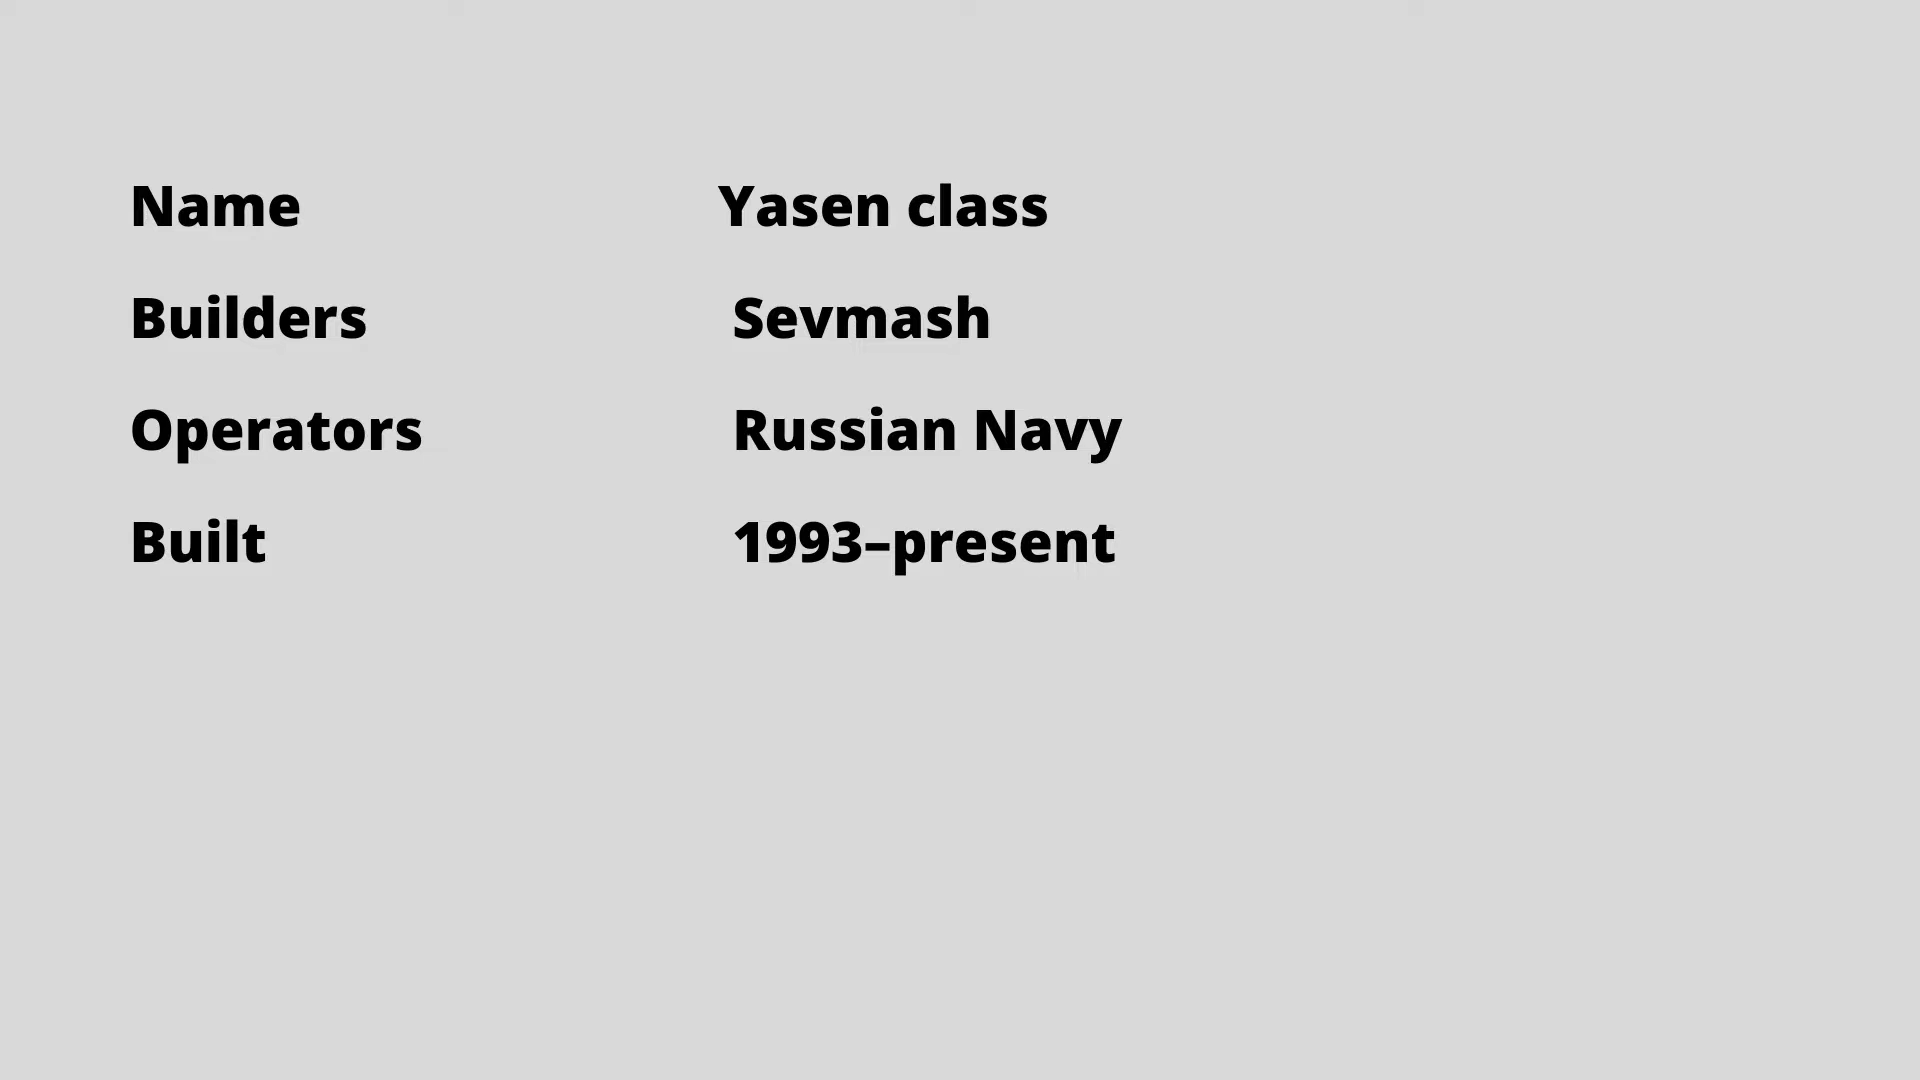 Name Yasen class
Builders Sevmash
Operators Russian Navy
Built 1993–present